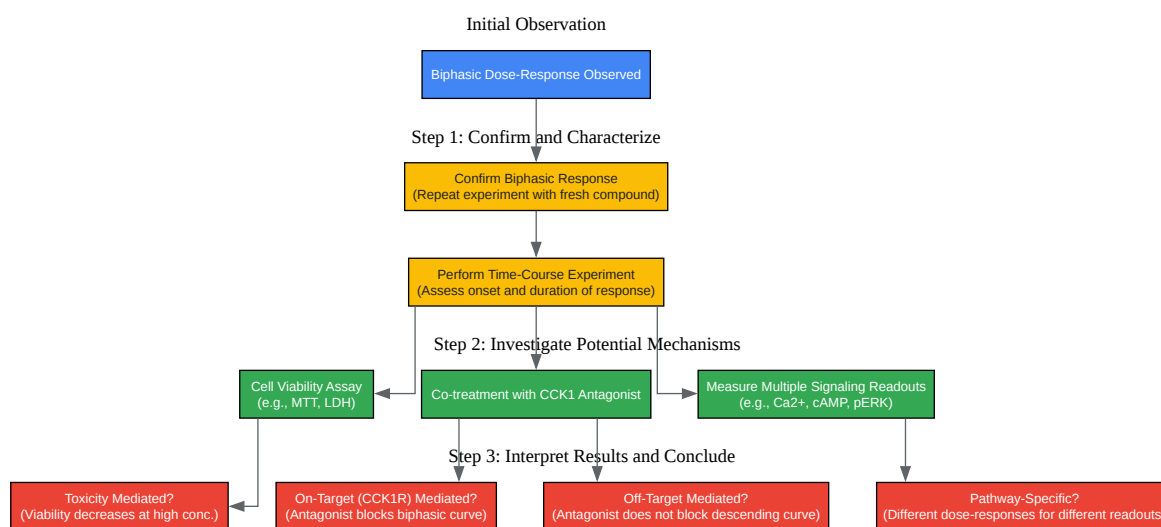 Initial Observation
Biphasic Dose-Response Observed
Step 1: Confirm and Characterize
Confirm Biphasic Response
(Repeat experiment with fresh compound)
Perform Time-Course Experiment
(Assess onset and duration of response)
Step 2: Investigate Potential Mechanisms
Cell Viability Assay
(e.g., MTT, LDH)
Co-treatment with CCK1 Antagonist
Measure Multiple Signaling Readouts
(e.g., Ca2+, cAMP, pERK)
Step 3: Interpret Results and Conclude
Toxicity Mediated?
(Viability decreases at high conc.)
On-Target (CCK1R) Mediated?
(Antagonist blocks biphasic curve)
Off-Target Mediated?
(Antagonist does not block descending curve)
Pathway-Specific?
(Different dose-responses for different readouts)